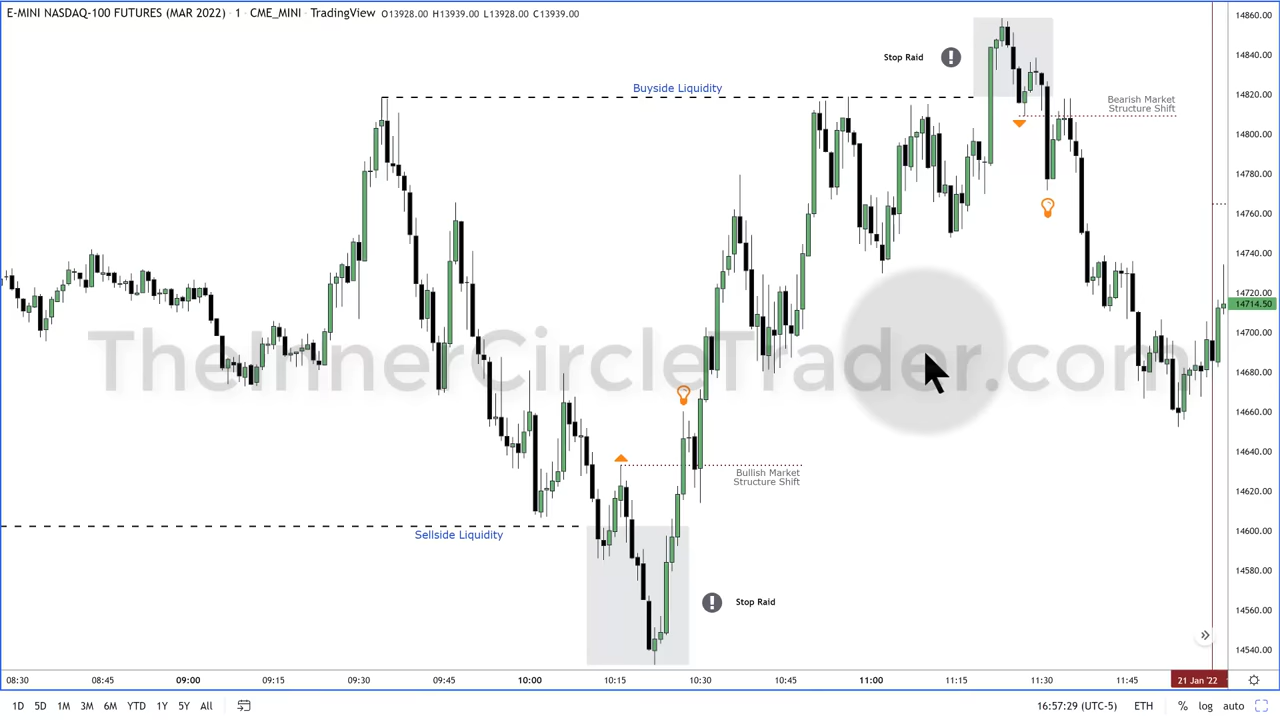 E-MINI NASDAQ-100 FUTURES (MAR 2022) · 1 · CME_MINI · TradingView O13928.00 H13939.00 L13928.00 C13939.00
14860.00
Stop Raid
14840.00
Buyside Liquidity
14820.00
Bearish Market
Structure Shift
14800.00
14780.00
14760.00
14740.00
14720.00
14714.50
14700.00
TheInnerCircleTrader.com
14680.00
14660.00
14640.00
Bullish Market
Structure Shift
14620.00
14600.00
Sellside Liquidity
14580.00
Stop Raid
14560.00
14540.00
08:30 08:45 09:00 09:15 09:30 09:45 10:00 10:15 10:30 10:45 11:00 11:15 11:30 11:45 21 Jan '22
1D 5D 1M 3M 6M YTD 1Y 5Y All 16:57:29 (UTC-5) ETH % log auto